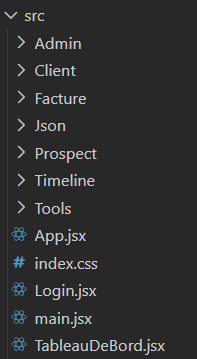 src
Admin
Client
Facture
Json
Prospect
Timeline
Tools
App.jsx
# index.css
Login.jsx
main.jsx
TableauDeBord.jsx